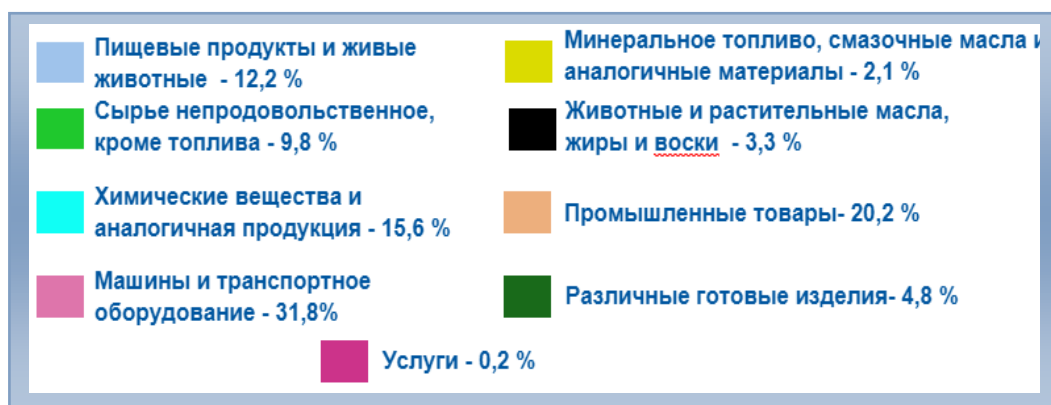 Пищевые продукты и живые
животные - 12,2 %
Сырье непродовольственное,
кроме топлива - 9,8 %
Химические вещества и
аналогичная продукция - 15,6 %
Машины и транспортное
оборудование - 31,8%
Минеральное топливо, смазочные масла и
аналогичные материалы - 2,1 %
Животные и растительные масла,
жиры и воски - 3,3 %
Промышленные товары- 20,2 %
Различные готовые изделия- 4,8 %
Услуги - 0,2 %